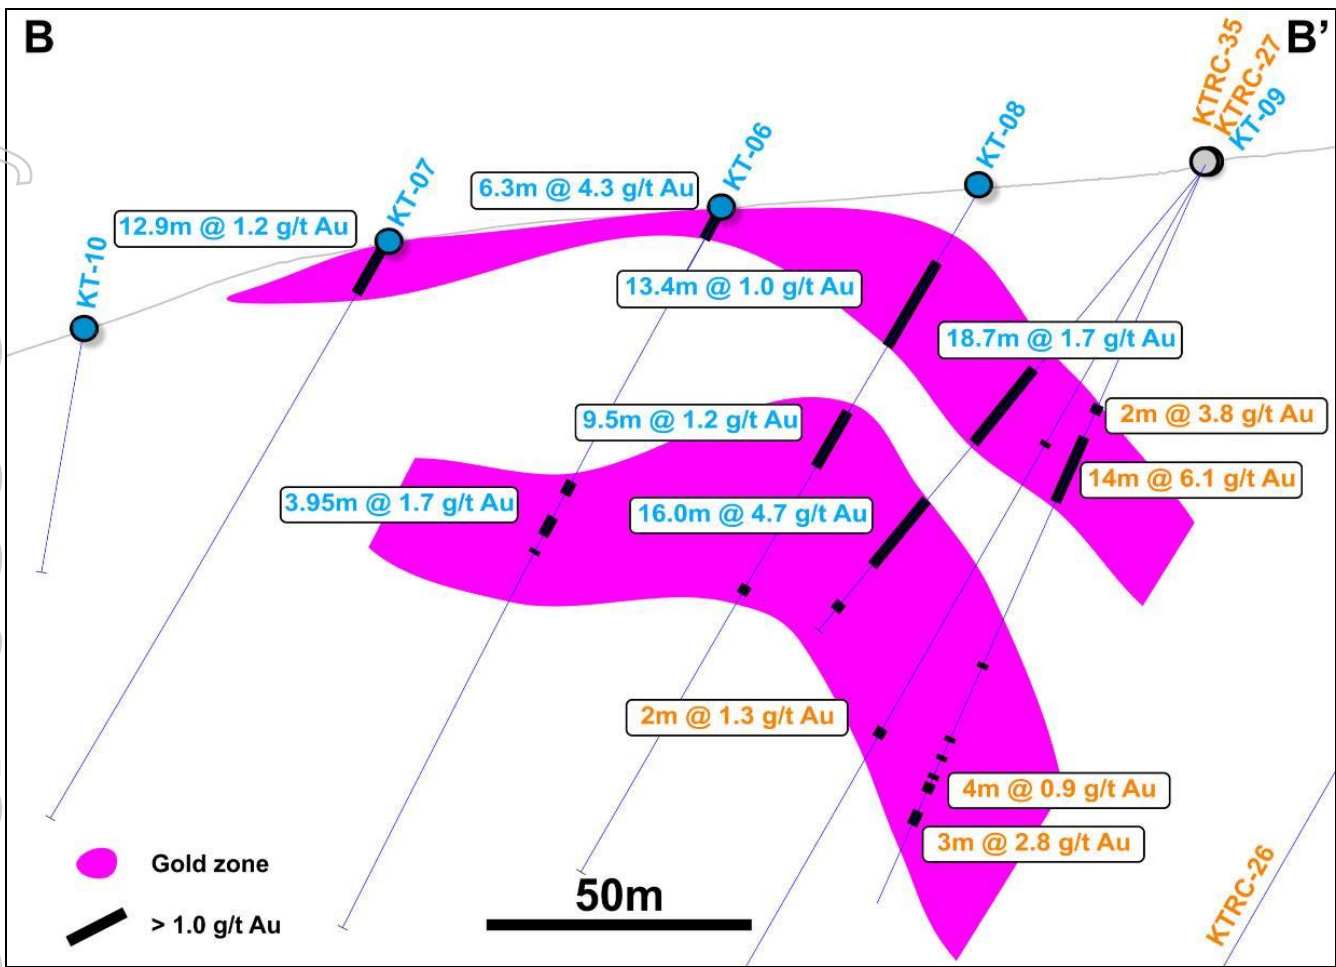 B
B'
KTRC-35
KTRC-27
KT-09
KT-08
KT-06
KT-07
KT-10
6.3m @ 4.3 g/t Au
12.9m @ 1.2 g/t Au
13.4m @ 1.0 g/t Au
18.7m @ 1.7 g/t Au
9.5m @ 1.2 g/t Au
2m @ 3.8 g/t Au
14m @ 6.1 g/t Au
3.95m @ 1.7 g/t Au
16.0m @ 4.7 g/t Au
2m @ 1.3 g/t Au
4m @ 0.9 g/t Au
3m @ 2.8 g/t Au
Gold zone
> 1.0 g/t Au
50m
KTRC-26